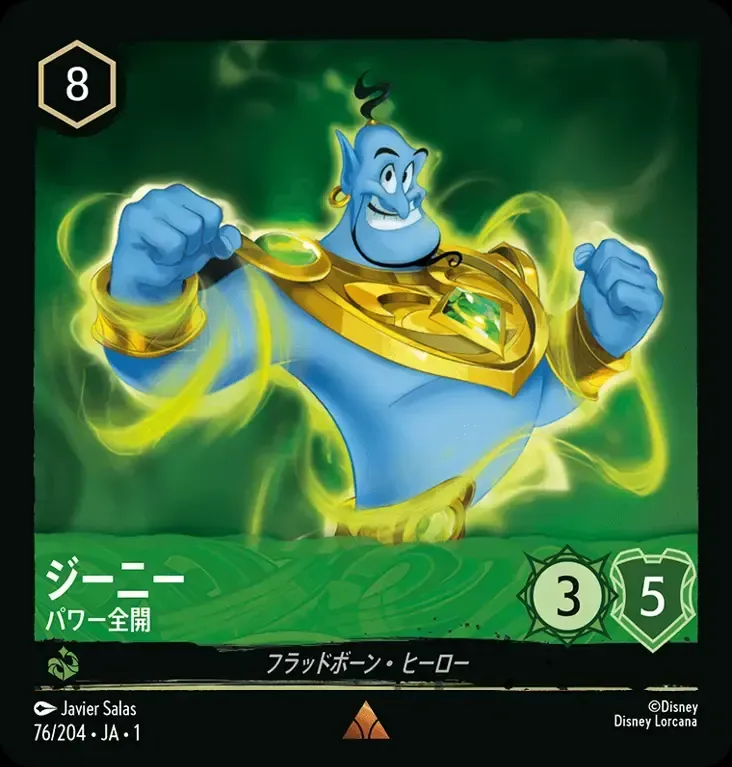 8
ジーニー
パワー全開
3
5
フラッドボーン・ヒーロー
Javier Salas
76/204 • JA • 1
©Disney
Disney Lorcana